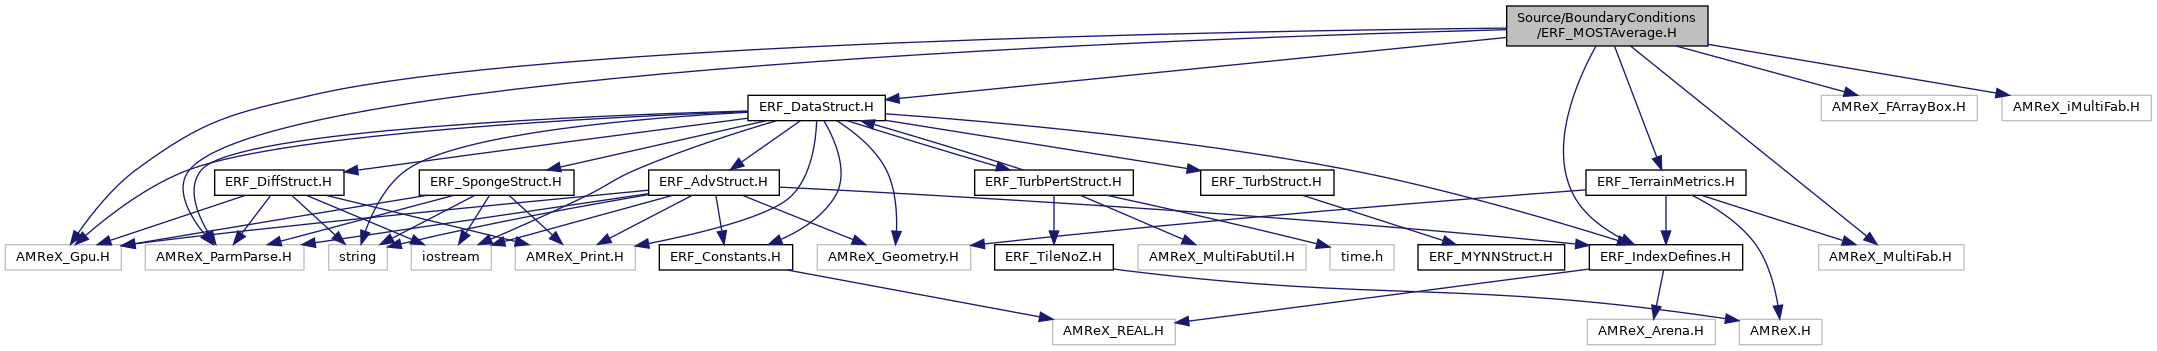 Source/BoundaryConditions
/ERF_MOSTAverage.H
ERF_DataStruct.H
AMReX_FArrayBox.H
AMReX_iMultiFab.H
ERF_DiffStruct.H
ERF_SpongeStruct.H
ERF_AdvStruct.H
ERF_TurbPertStruct.H
ERF_TurbStruct.H
ERF_TerrainMetrics.H
AMReX_Gpu.H
AMReX_ParmParse.H
string
iostream
AMReX_Print.H
ERF_Constants.H
AMReX_Geometry.H
ERF_TileNoZ.H
AMReX_MultiFabUtil.H
time.h
ERF_MYNNStruct.H
ERF_IndexDefines.H
AMReX_MultiFab.H
AMReX_REAL.H
AMReX_Arena.H
AMReX.H